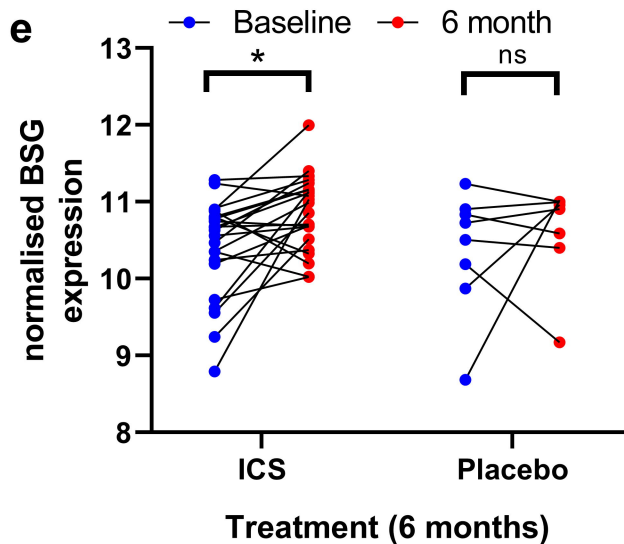 e
Baseline 6 month
13
12
11
10
9
8
* ns
normalised BSG
expression
ICS Placebo
Treatment (6 months)